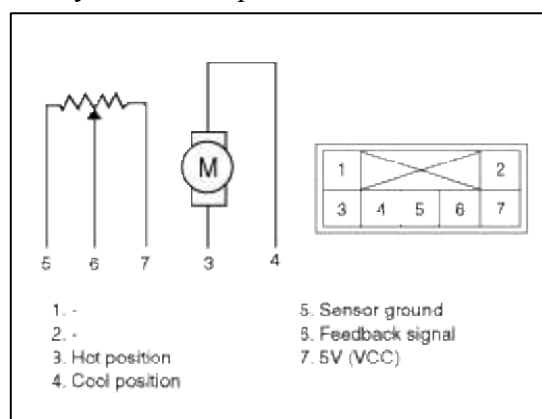 M
1
2
3
4
5
6
7
5
6
7
3
4
1. -
2. -
3. Hot position
4. Cool position
5. Sensor ground
6. Feedback signal
7. 5V (VCC)